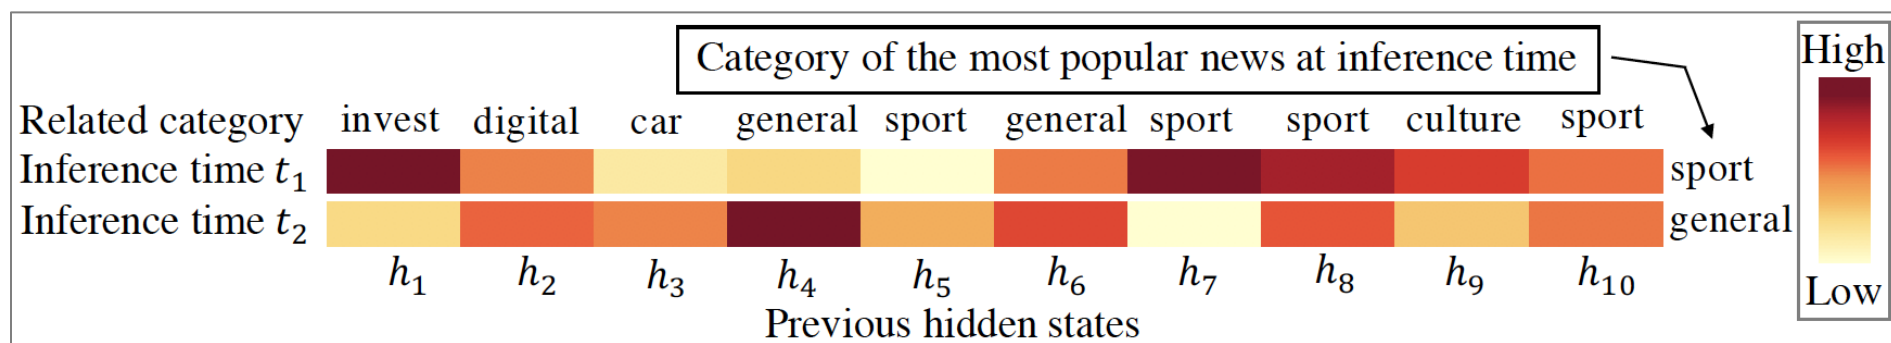 Category of the most popular news at inference time
High
Related category invest digital car general sport general sport sport culture sport
Inference time t₁ sport
Inference time t₂ general
h₁ h₂ h₃ h₄ h₅ h₆ h₇ h₈ h₉ h₁₀
Low
Previous hidden states